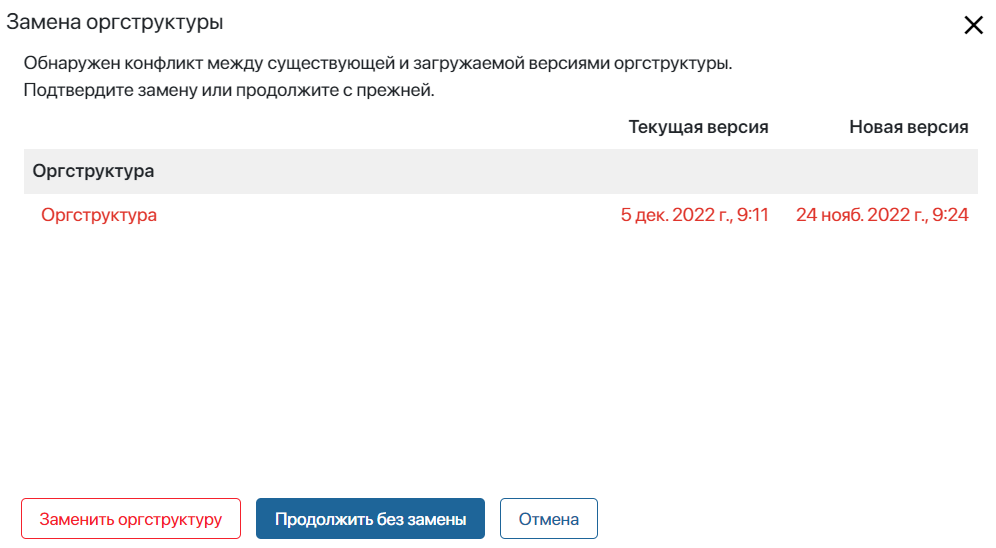 Замена оргструктуры
Обнаружен конфликт между существующей и загружаемой версиями оргструктуры.
Подтвердите замену или продолжите с прежней.
Текущая версия Новая версия
Оргструктура
Оргструктура 5 дек. 2022 г., 9:11 24 нояб. 2022 г., 9:24
Заменить оргструктуру Продолжить без замены Отмена